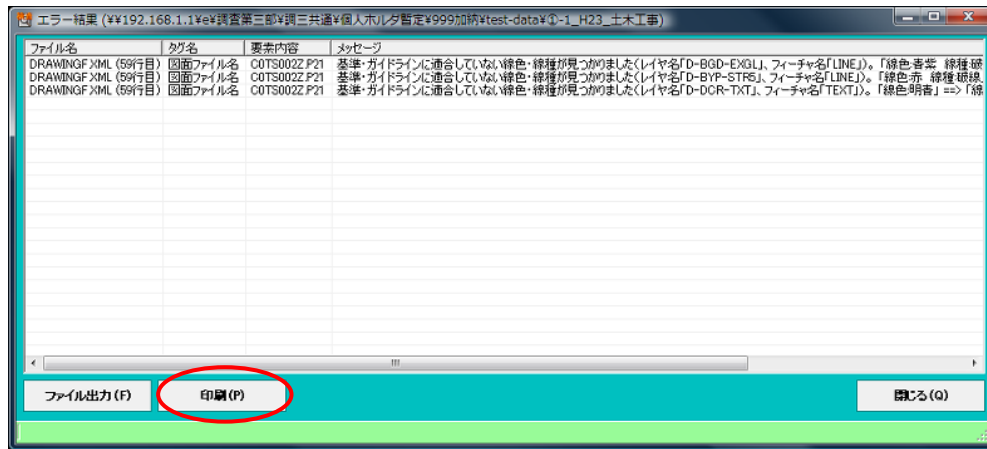 エラー結果 (¥¥192.168.1.1¥e¥調査第三部¥調三共通¥個人ホルダ暫定¥999加納¥test-data¥①-1_H23_土木工事)
ファイル名 タグ名 要素内容 メッセージ
DRAWINGF.XML (59行目) 図面ファイル名 C0TS002Z.P21 基準・ガイドラインに適合していない線色・線種が見つかりました(レイヤ名「D-BGD-EXGL」、フィーチャ名「LINE」)。「線色:青紫 線種:破
DRAWINGF.XML (59行目) 図面ファイル名 C0TS002Z.P21 基準・ガイドラインに適合していない線色・線種が見つかりました(レイヤ名「D-BYP-STR5」、フィーチャ名「LINE」)。「線色:赤 線種:破線
DRAWINGF.XML (59行目) 図面ファイル名 C0TS002Z.P21 基準・ガイドラインに適合していない線色・線種が見つかりました(レイヤ名「D-DCR-TXT」、フィーチャ名「TEXT」)。「線色:明青」 ==> 「線
ファイル出力(F) 印刷(P) 閉じる(Q)